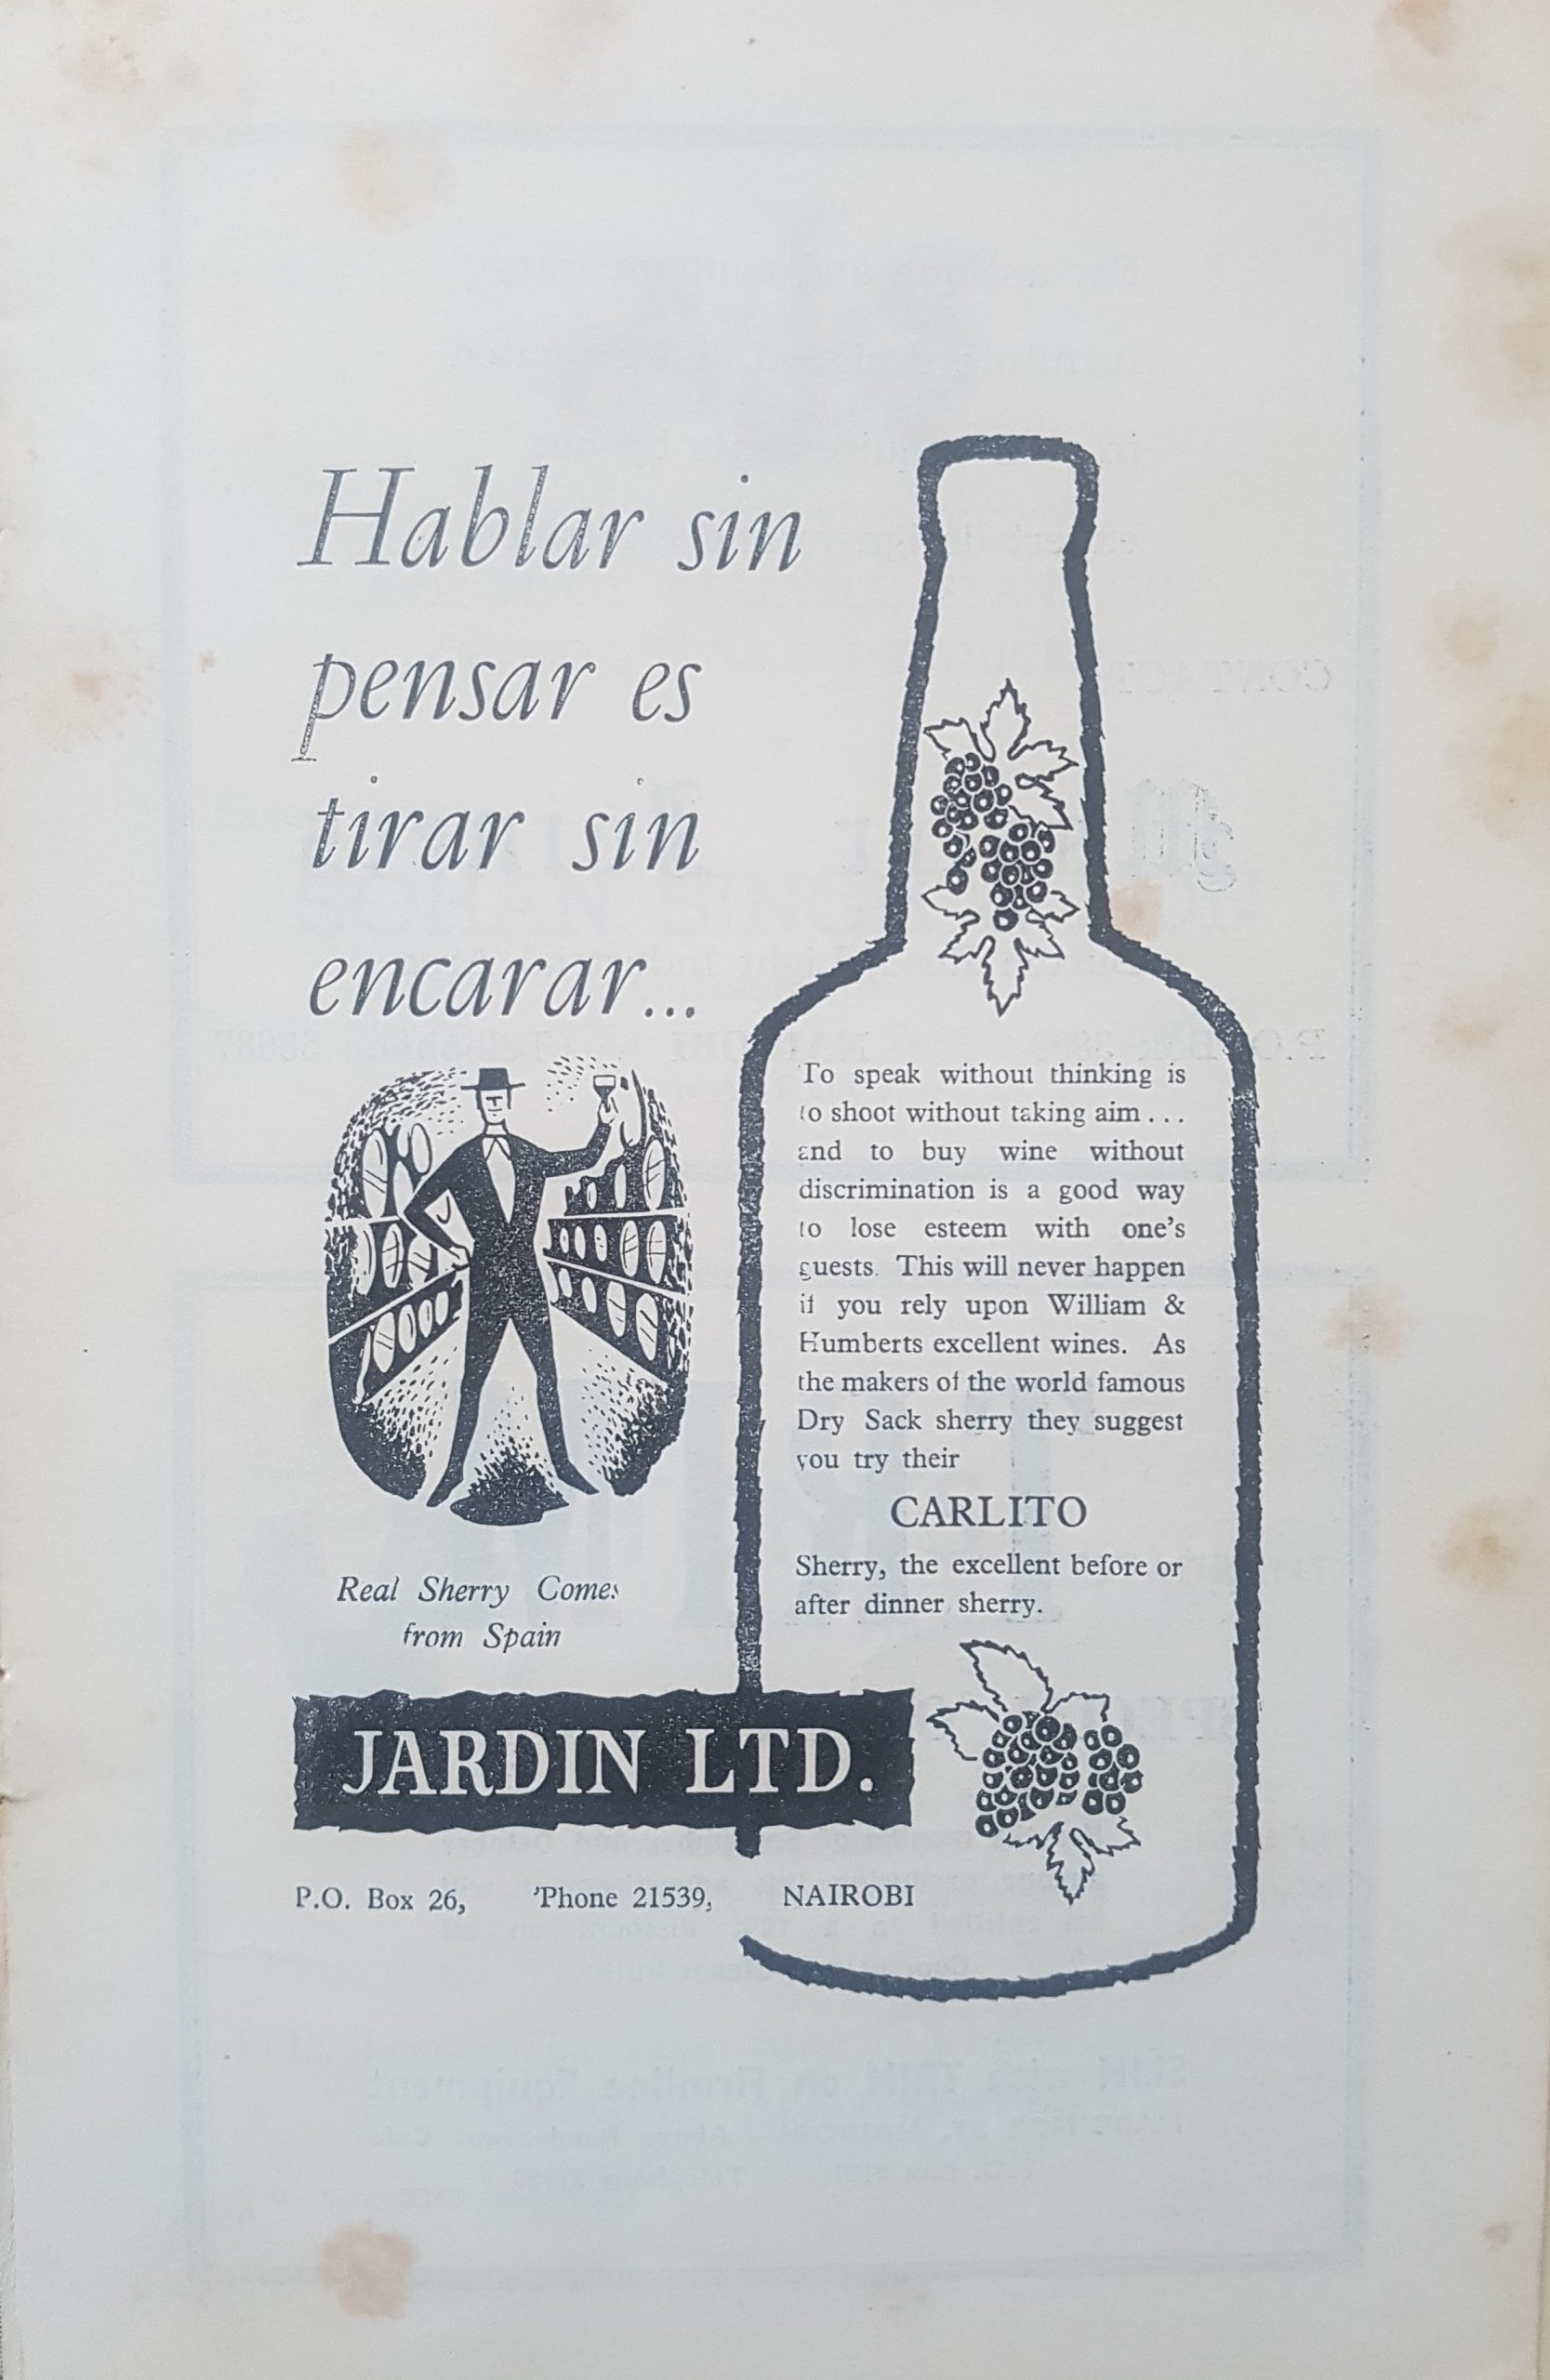 Hablar sin
pensar es
tirar sin
encarar...
To speak without thinking is
to shoot without taking aim . . .
and to buy wine without
discrimination is a good way
to lose esteem with one's
guests. This will never happen
if you rely upon William &
Humberts excellent wines. As
the makers of the world famous
Dry Sack sherry they suggest
you try their
CARLITO
Sherry, the excellent before or
after dinner sherry.
Real Sherry Comes
from Spain
JARDIN LTD.
P.O. Box 26, 'Phone 21539, NAIROBI